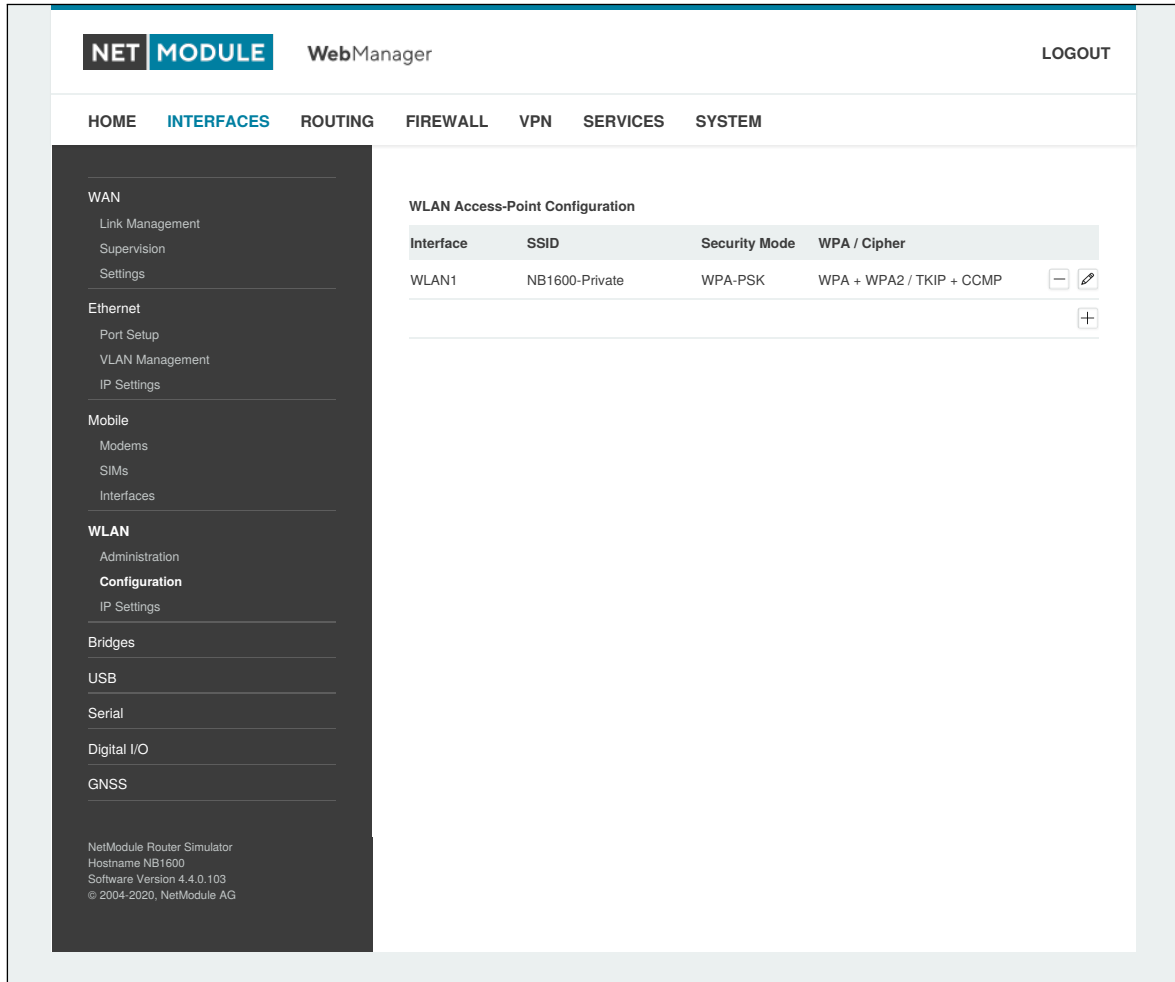 NET MODULE WebManager LOGOUT
HOME INTERFACES ROUTING FIREWALL VPN SERVICES SYSTEM
WAN
Link Management
Supervision
Settings
Ethernet
Port Setup
VLAN Management
IP Settings
Mobile
Modems
SIMs
Interfaces
WLAN
Administration
Configuration
IP Settings
Bridges
USB
Serial
Digital I/O
GNSS
NetModule Router Simulator
Hostname NB1600
Software Version 4.4.0.103
© 2004-2020, NetModule AG
WLAN Access-Point Configuration
Interface SSID Security Mode WPA / Cipher
WLAN1 NB1600-Private WPA-PSK WPA + WPA2 / TKIP + CCMP